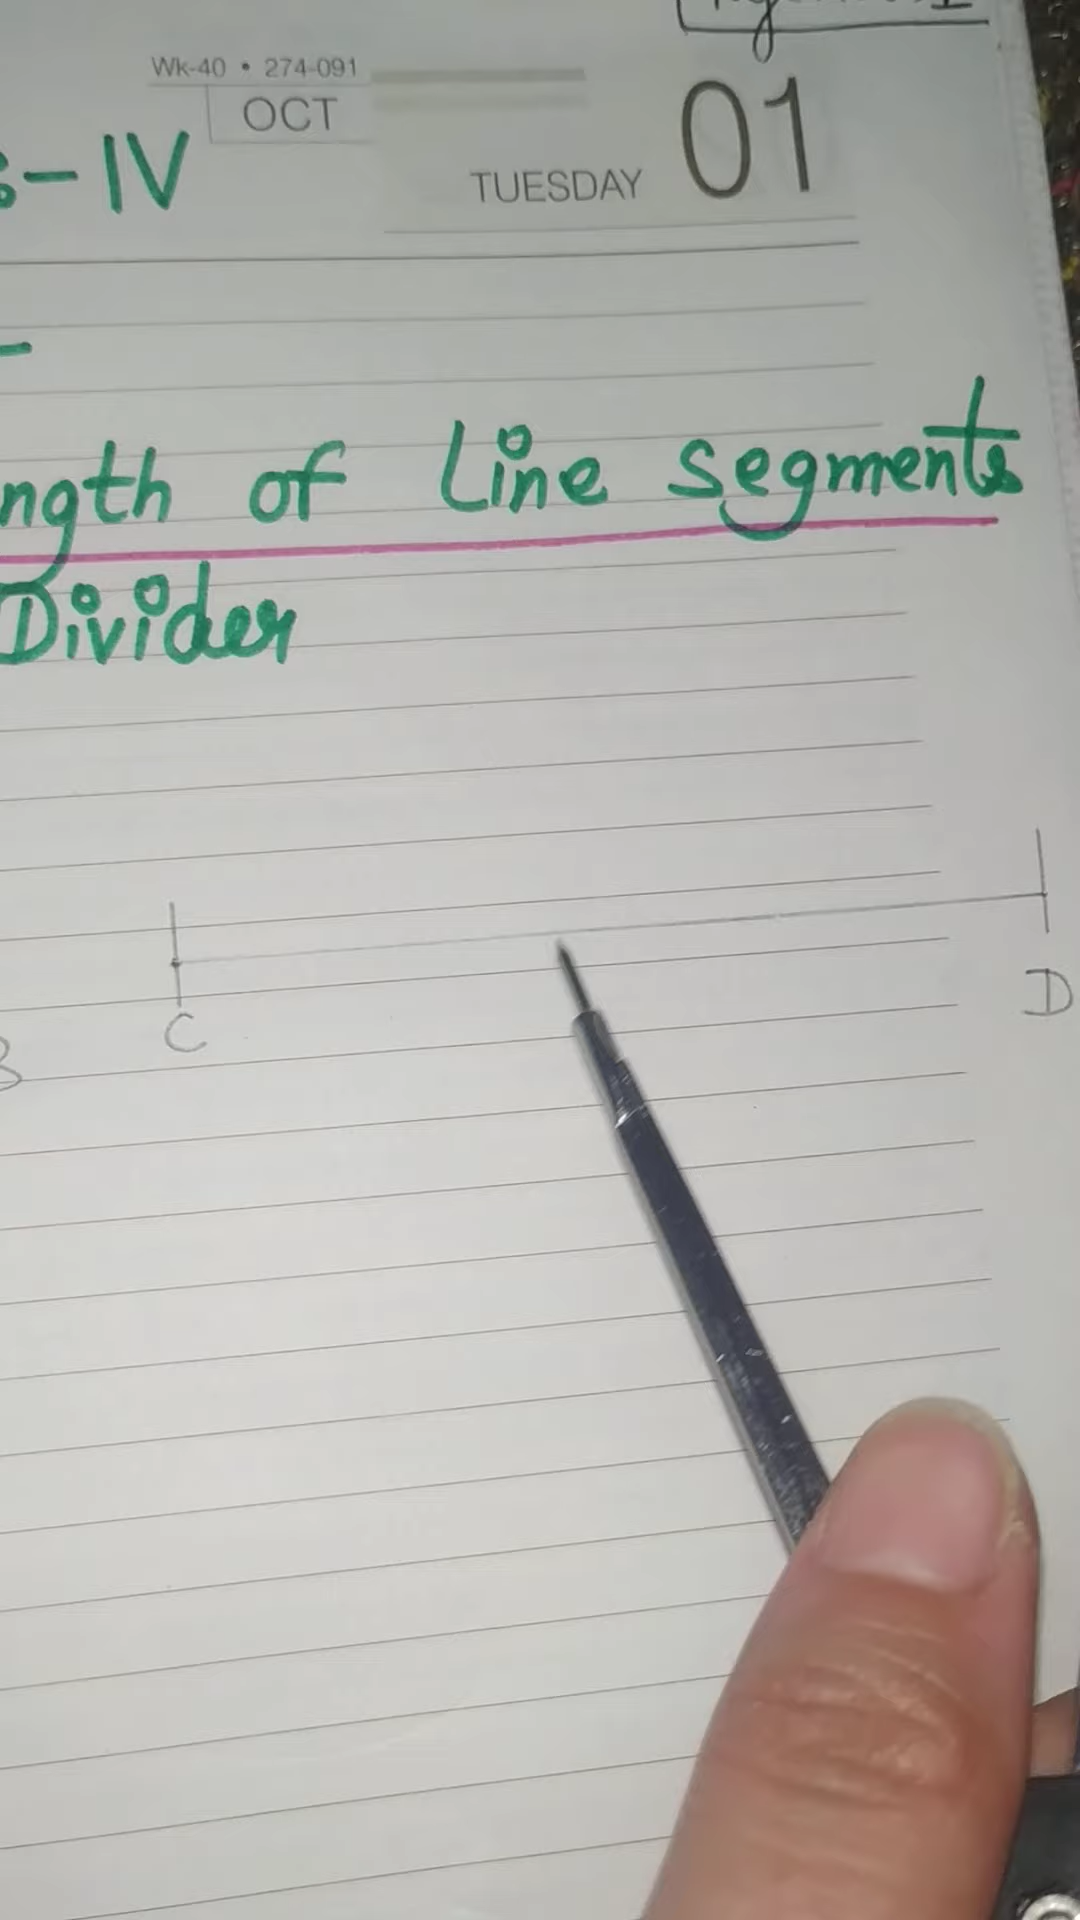 Wk-40 • 274-091
OCT
TUESDAY 01
-IV
ngth of Line segments
Divider
C
D
B